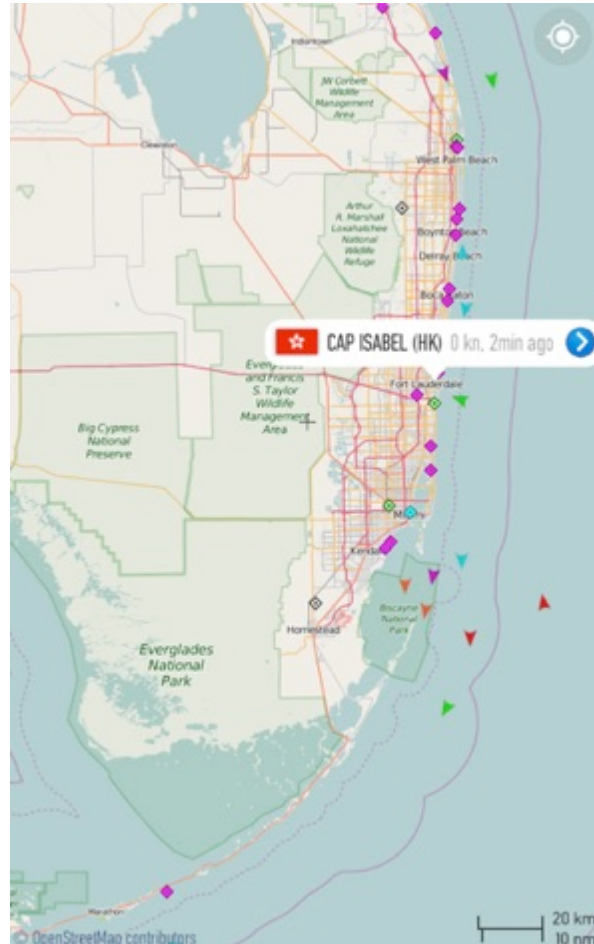 Indiantown
JW Corbett
Wildlife
Management
Area
Clewiston
West Palm Beach
Arthur
R. Marshall
Loxahatchee
National
Wildlife
Refuge
Boynton Beach
Delray Beach
Boca Raton
CAP ISABEL (HK) 0 kn, 2min ago
Everglades
and Francis
S. Taylor
Wildlife
Management
Area
Fort Lauderdale
Big Cypress
National
Preserve
Kendall
Biscayne
National
Park
Homestead
Everglades
National
Park
Marathon
© OpenStreetMap contributors
20 km
10 nm